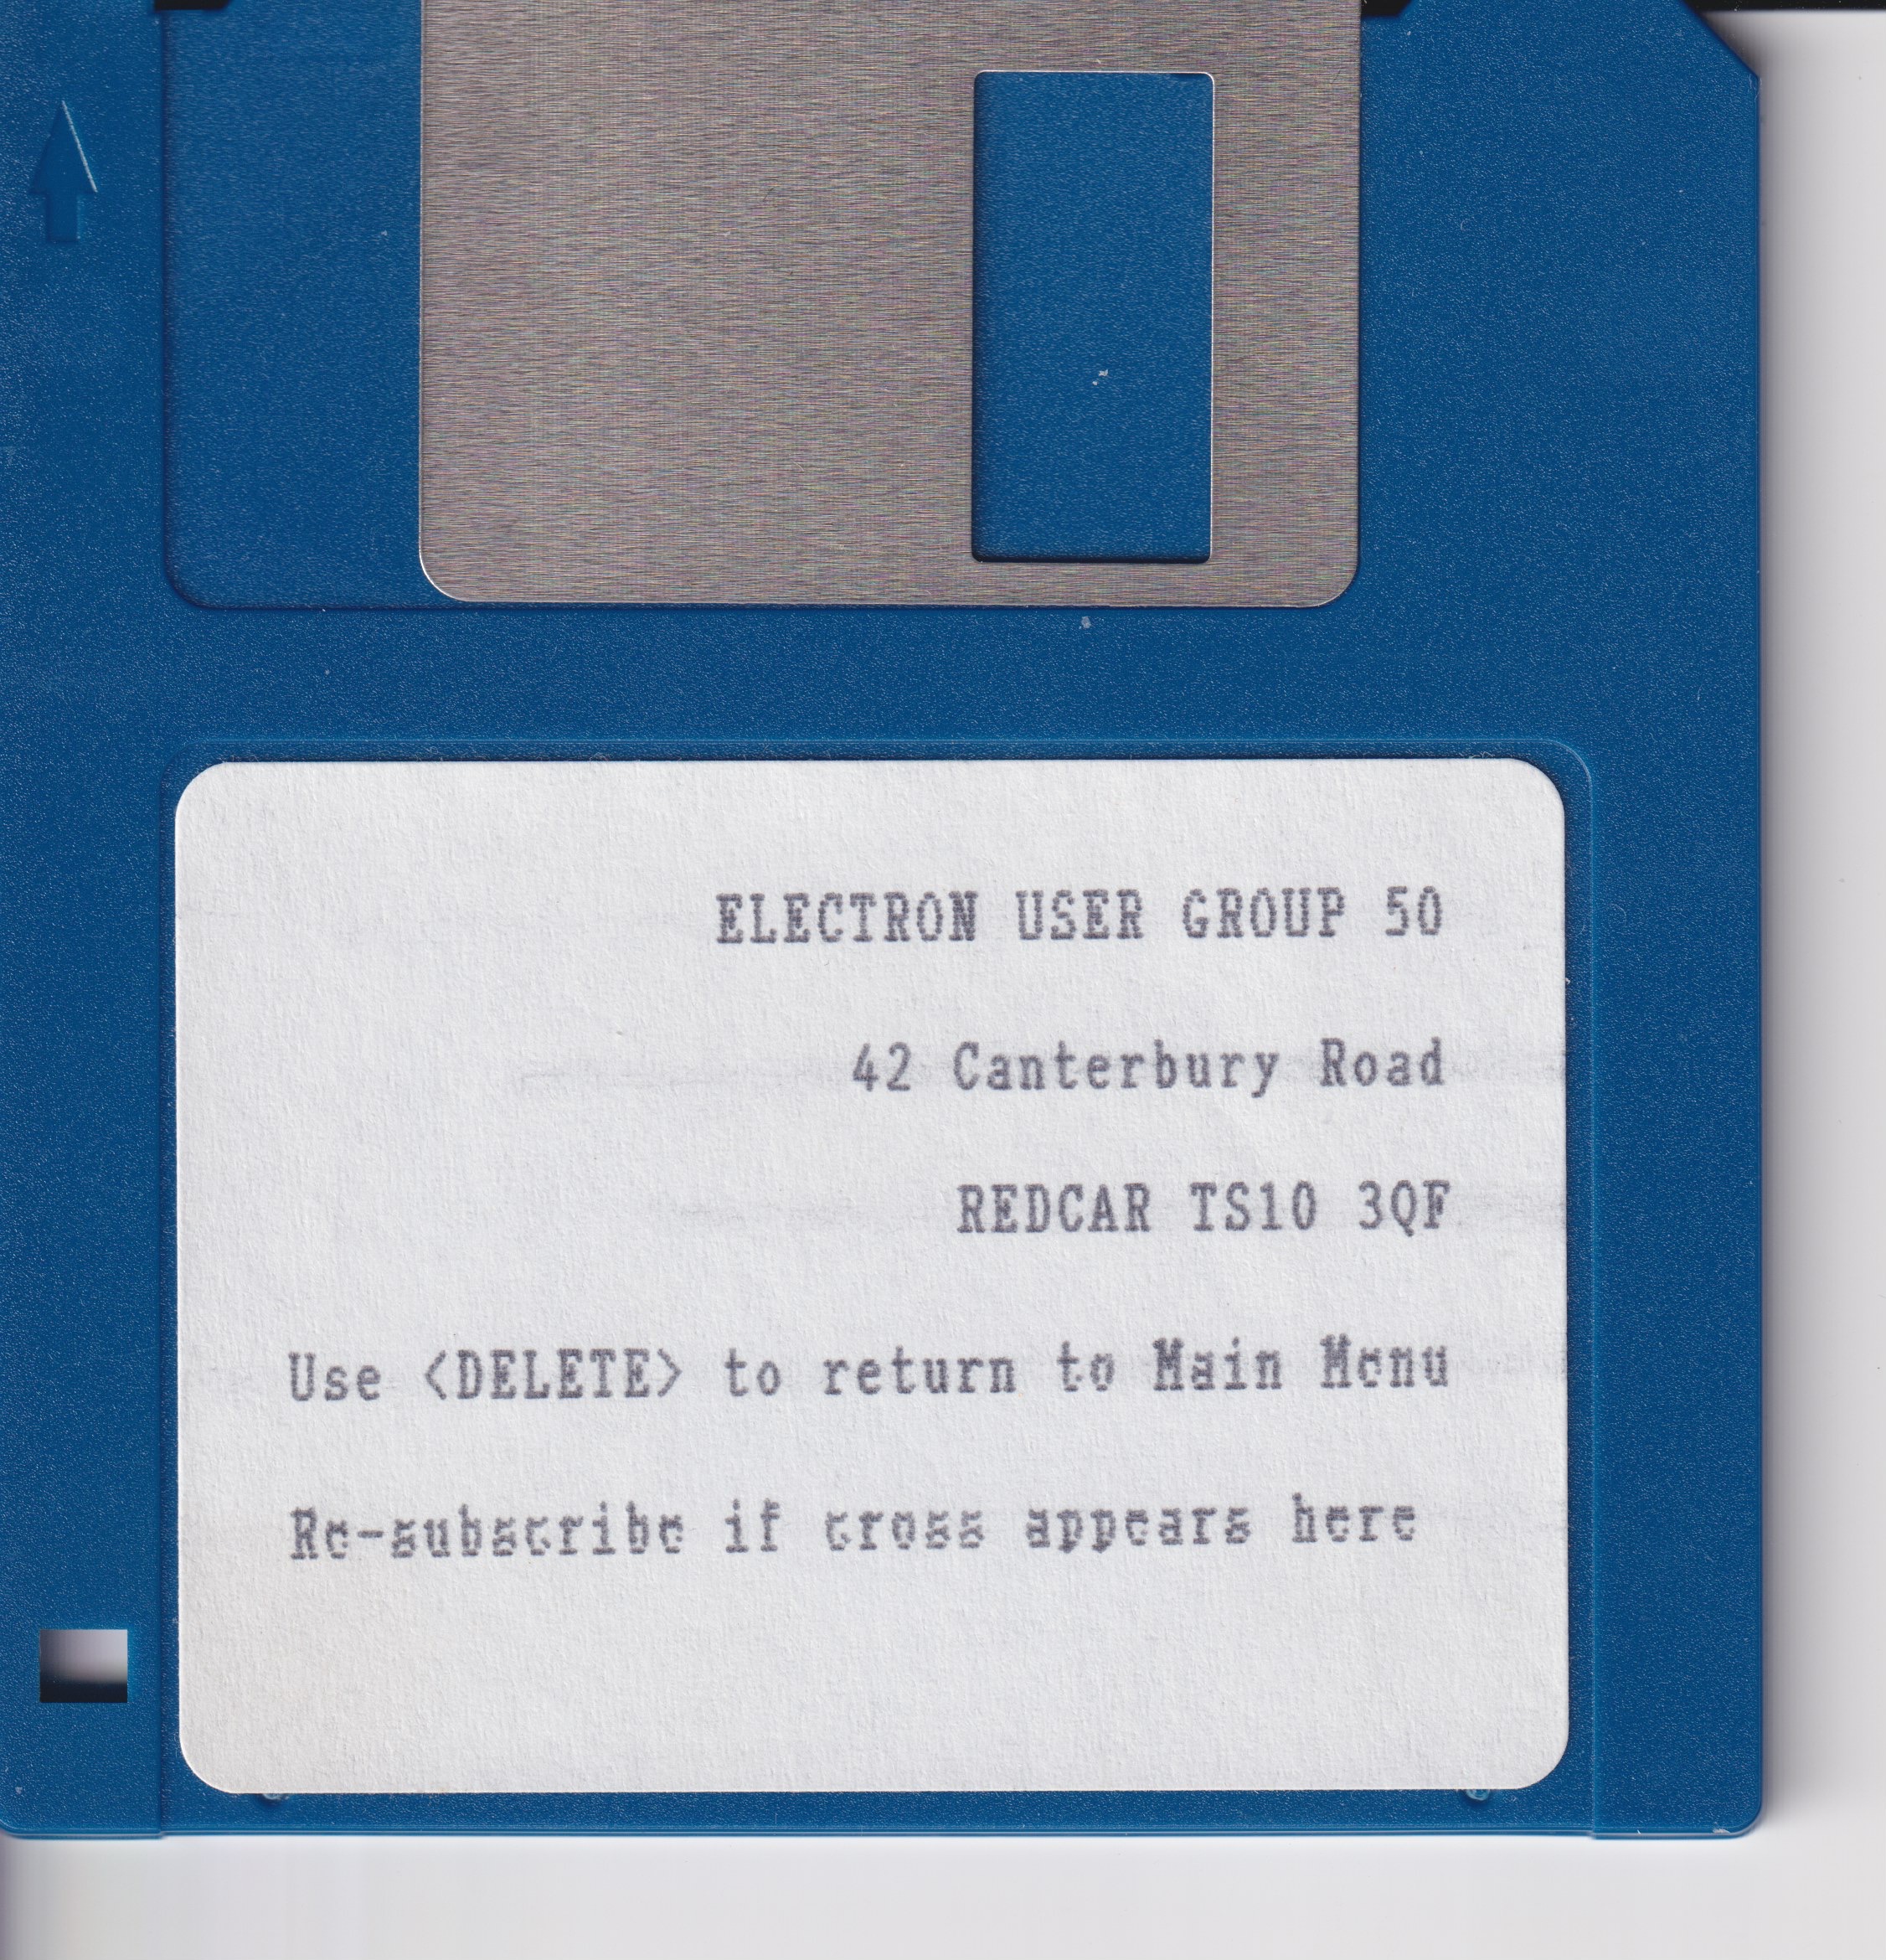 ELECTRON USER GROUP 50
42 Canterbury Road
REDCAR TS10 3QF
Use <DELETE> to return to Main Menu
Re-subscribe if cross appears here